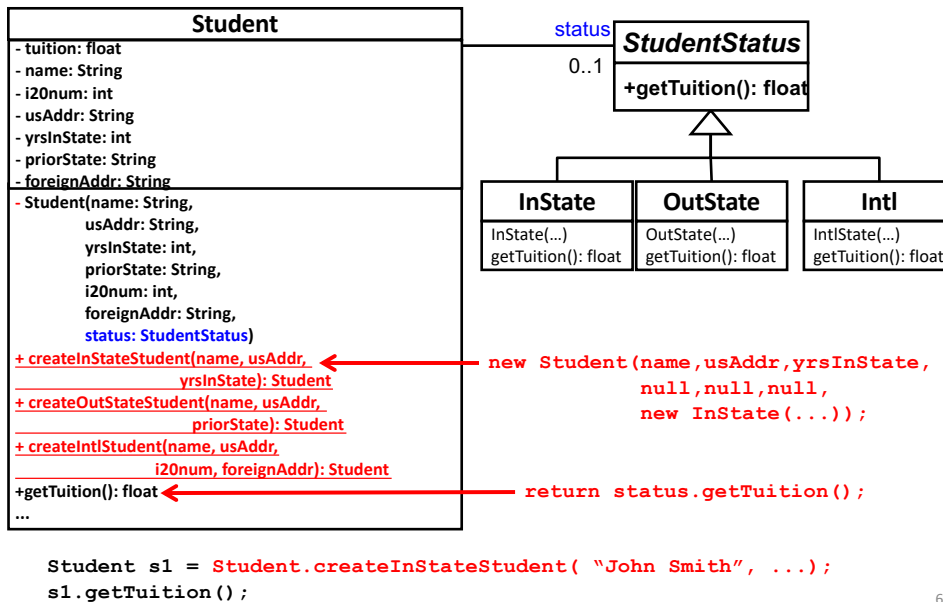 Student
- tuition: float
- name: String
- i20num: int
- usAddr: String
- yrsInState: int
- priorState: String
- foreignAddr: String
- Student(name: String,
usAddr: String,
yrsInState: int,
priorState: String,
i20num: int,
foreignAddr: String,
status: StudentStatus)
+ createInStateStudent(name, usAddr,
yrsInState): Student
+ createOutStateStudent(name, usAddr,
priorState): Student
+ createIntlStudent(name, usAddr,
i20num, foreignAddr): Student
+getTuition(): float
...
status
0..1
StudentStatus
+getTuition(): float
InState
InState(...)
getTuition(): float
OutState
OutState(...)
getTuition(): float
Intl
IntlState(...)
getTuition(): float
new Student(name,usAddr,yrsInState,
null,null,null,
new InState(...));
return status.getTuition();
Student s1 = Student.createInStateStudent( “John Smith”, ...);
s1.getTuition();
6